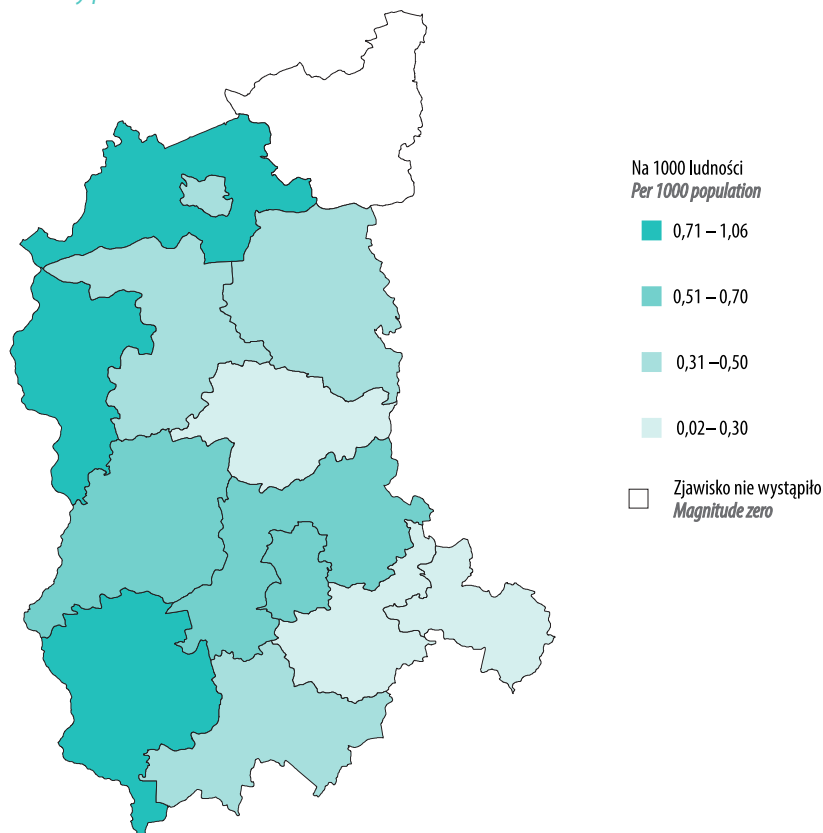 Na 1000 ludności
Per 1000 population
0,71 – 1,06
0,51 – 0,70
0,31 –0,50
0,02– 0,30
Zjawisko nie wystąpiło
Magnitude zero